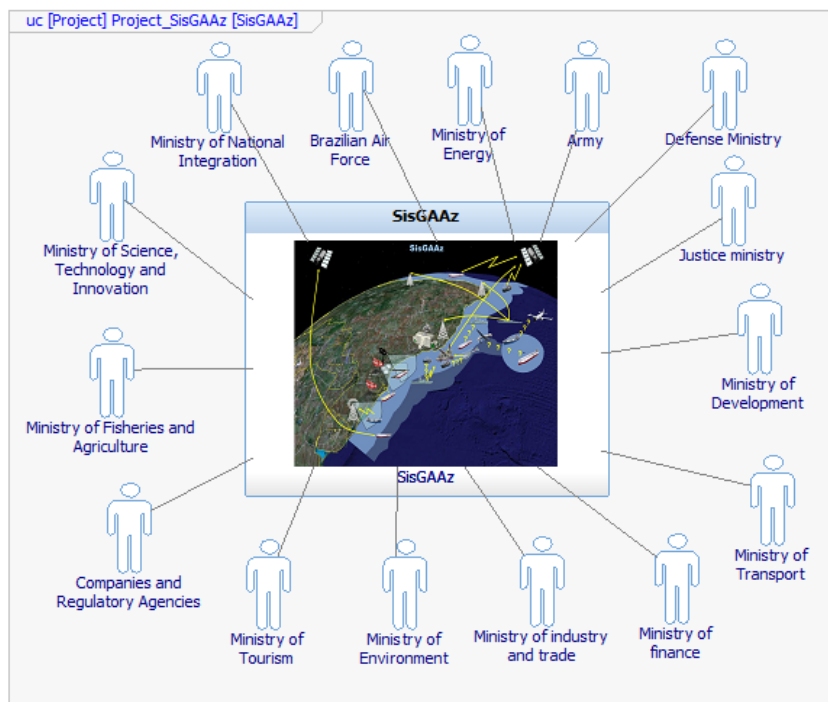 uc [Project] Project_SisGAAz [SisGAAz]
Ministry of National
Integration
Brazilian Air
Force
Ministry of
Energy
Army
Defense Ministry
Ministry of Science,
Technology and
Innovation
SisGAAz
SisGAAz
Justice ministry
Ministry of Fisheries and
Agriculture
Ministry of
Development
SisGAAz
Companies and
Regulatory Agencies
Ministry of
Transport
Ministry of
Tourism
Ministry of
Environment
Ministry of industry
and trade
Ministry of
finance